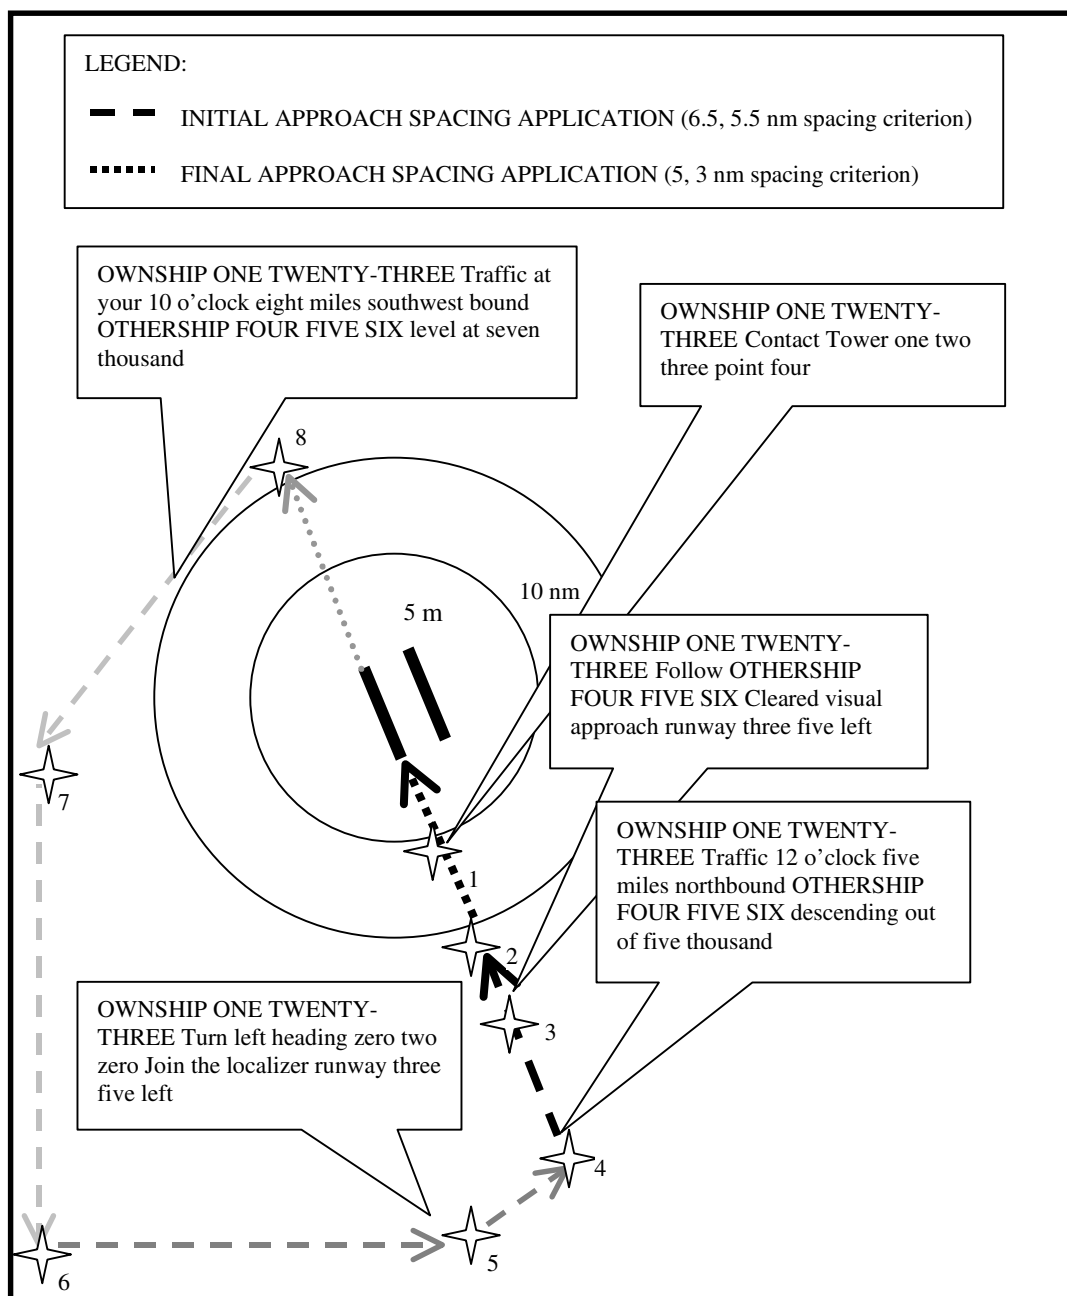 LEGEND:
INITIAL APPROACH SPACING APPLICATION (6.5, 5.5 nm spacing criterion)
FINAL APPROACH SPACING APPLICATION (5, 3 nm spacing criterion)
OWNSHIP ONE TWENTY-THREE Traffic at
your 10 o’clock eight miles southwest bound
OTHERSHIP FOUR FIVE SIX level at seven
thousand
OWNSHIP ONE TWENTY-
THREE Contact Tower one two
three point four
8
10 nm
5 m
OWNSHIP ONE TWENTY-
THREE Follow OTHERSHIP
FOUR FIVE SIX Cleared visual
approach runway three five left
7
1
OWNSHIP ONE TWENTY-
THREE Traffic 12 o’clock five
miles northbound OTHERSHIP
FOUR FIVE SIX descending out
of five thousand
2
OWNSHIP ONE TWENTY-
THREE Turn left heading zero two
zero Join the localizer runway three
five left
3
4
5
6